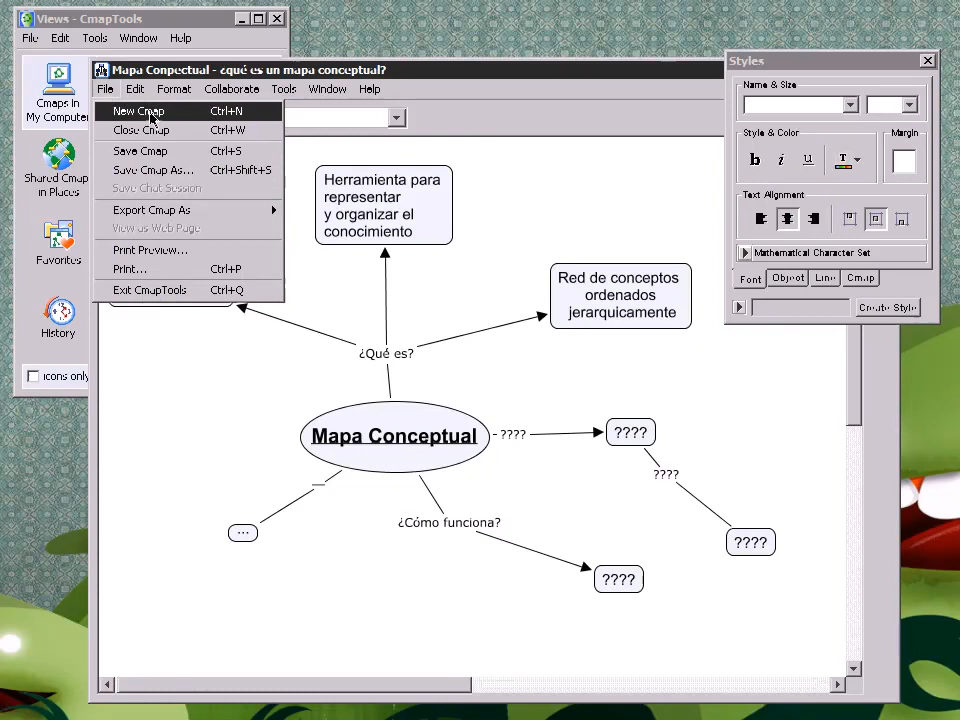 Views - CmapTools
File Edit Tools Window Help
Cmaps in
My Computer
Shared Cmap
in Places
Favorites
History
icons only
Mapa Conpectual - ¿qué es un mapa conceptual?
File Edit Format Collaborate Tools Window Help
New Cmap Ctrl+N
Close Cmap Ctrl+W
Save Cmap Ctrl+S
Save Cmap As... Ctrl+Shift+S
Save Chat Session
Export Cmap As
View as Web Page
Print Preview...
Print... Ctrl+P
Exit CmapTools Ctrl+Q
Herramienta para
representar
y organizar el
conocimiento
Red de conceptos
ordenados
jerarquicamente
¿Qué es?
Mapa Conceptual
- ????
????
????
????
...
¿Cómo funciona?
????
Styles
Name & Size
Style & Color
Margin
b i u T
Text Alignment
Mathematical Character Set
Font Object Line Cmap
Create Style